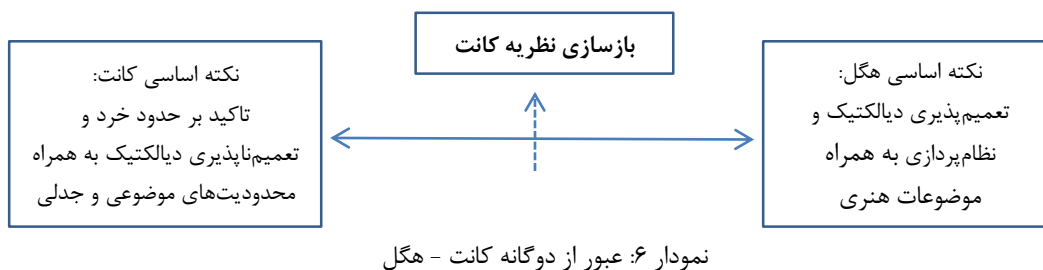 بازسازی نظریه کانت
نکته اساسی هگل:
تعمیم‌پذیری دیالکتیک و
نظام‌پردازی به همراه
موضوعات هنری
نکته اساسی کانت:
تاکید بر حدود خرد و
تعمیم‌ناپذیری دیالکتیک به همراه
محدودیت‌های موضوعی و جدلی
نمودار ۶: عبور از دوگانه کانت - هگل